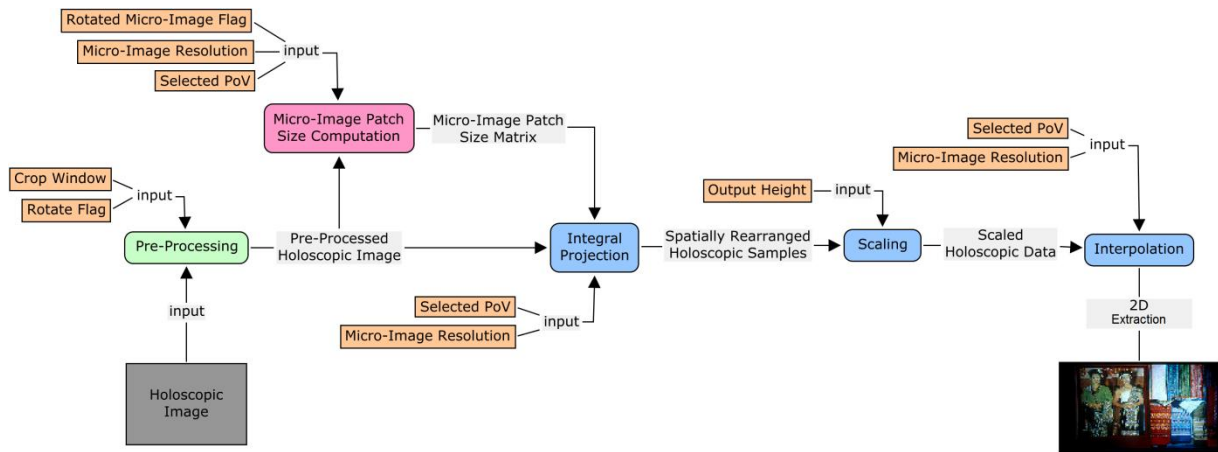 Rotated Micro-Image Flag
Micro-Image Resolution
Selected PoV
input
Micro-Image Patch
Size Computation
Micro-Image Patch
Size Matrix
Selected PoV
Micro-Image Resolution
input
Crop Window
Rotate Flag
input
Output Height
input
Pre-Processing
Pre-Processed
Holoscopic Image
Integral
Projection
Spatially Rearranged
Holoscopic Samples
Scaling
Scaled
Holoscopic Data
Interpolation
Selected PoV
Micro-Image Resolution
input
input
2D
Extraction
Holoscopic
Image